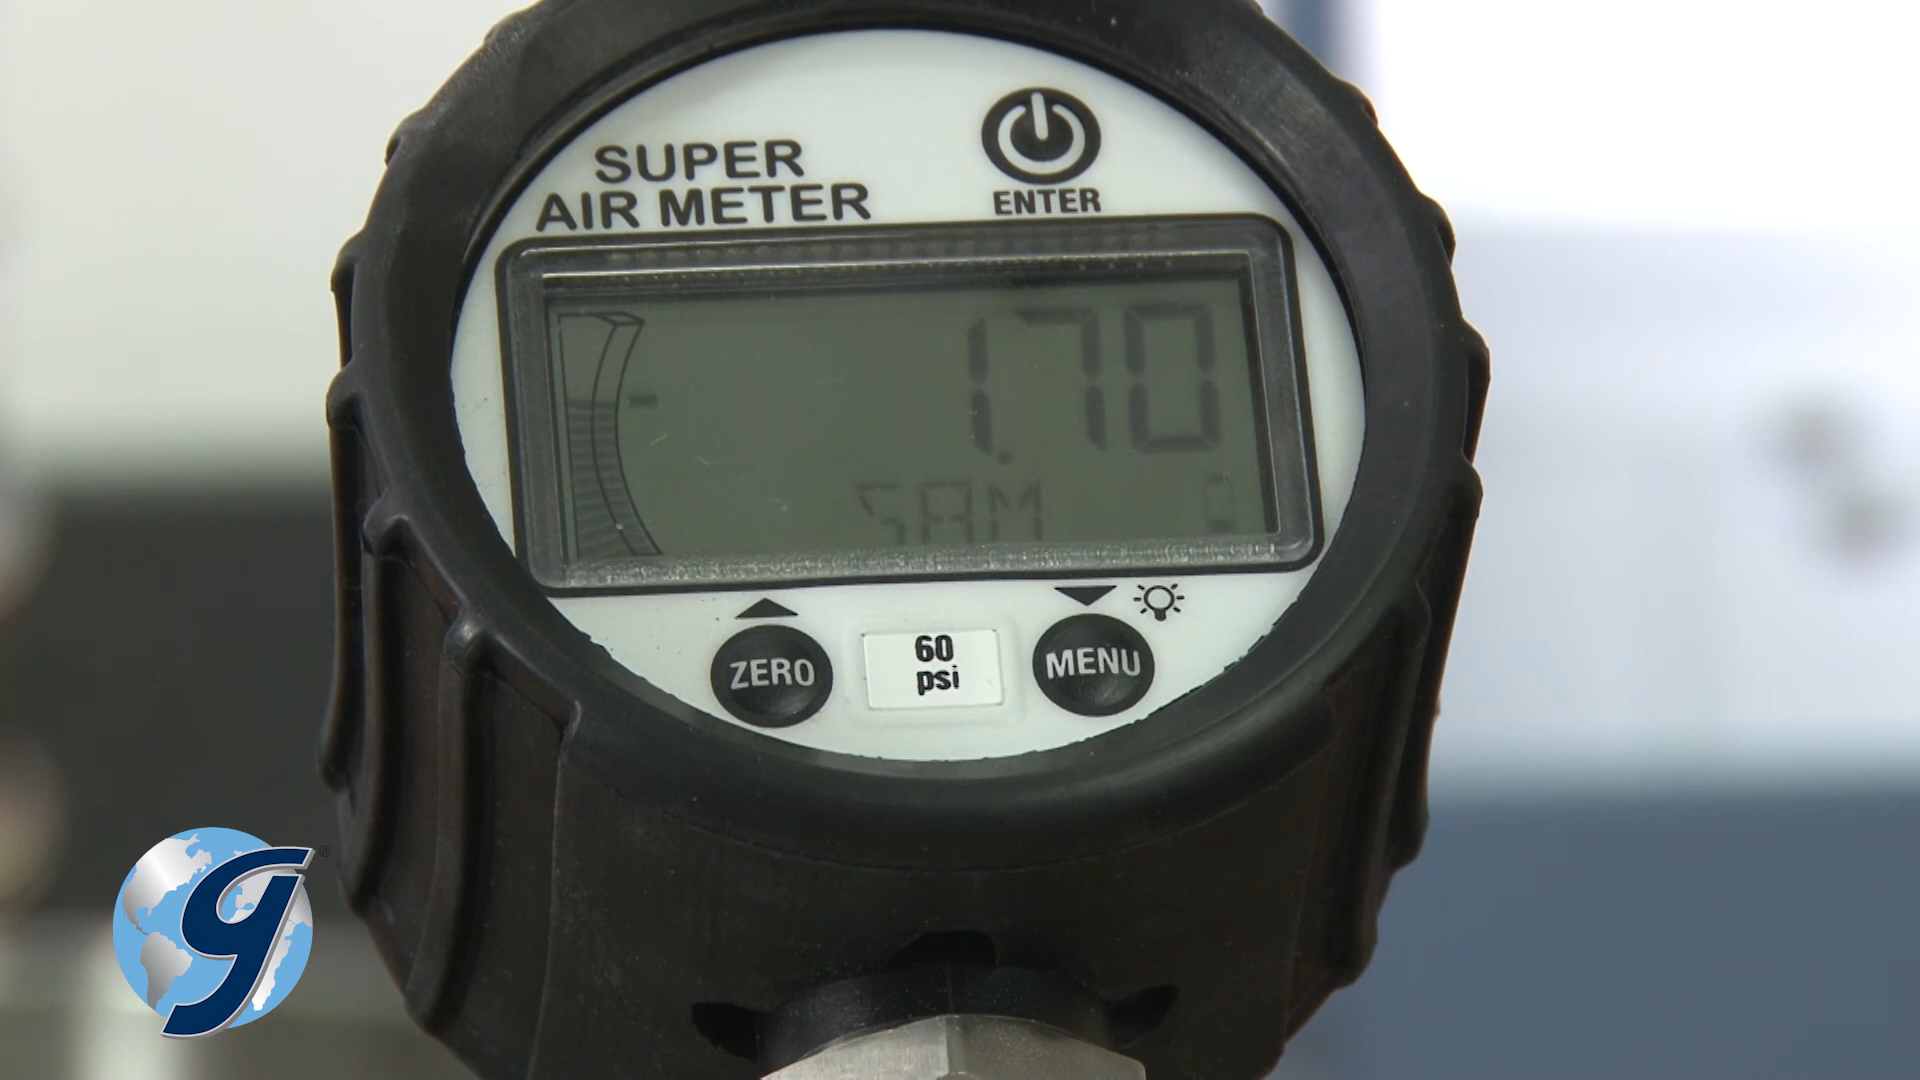 SUPER
AIR METER
ENTER
1.70
SAM
ZERO
60
psi
MENU
g
®